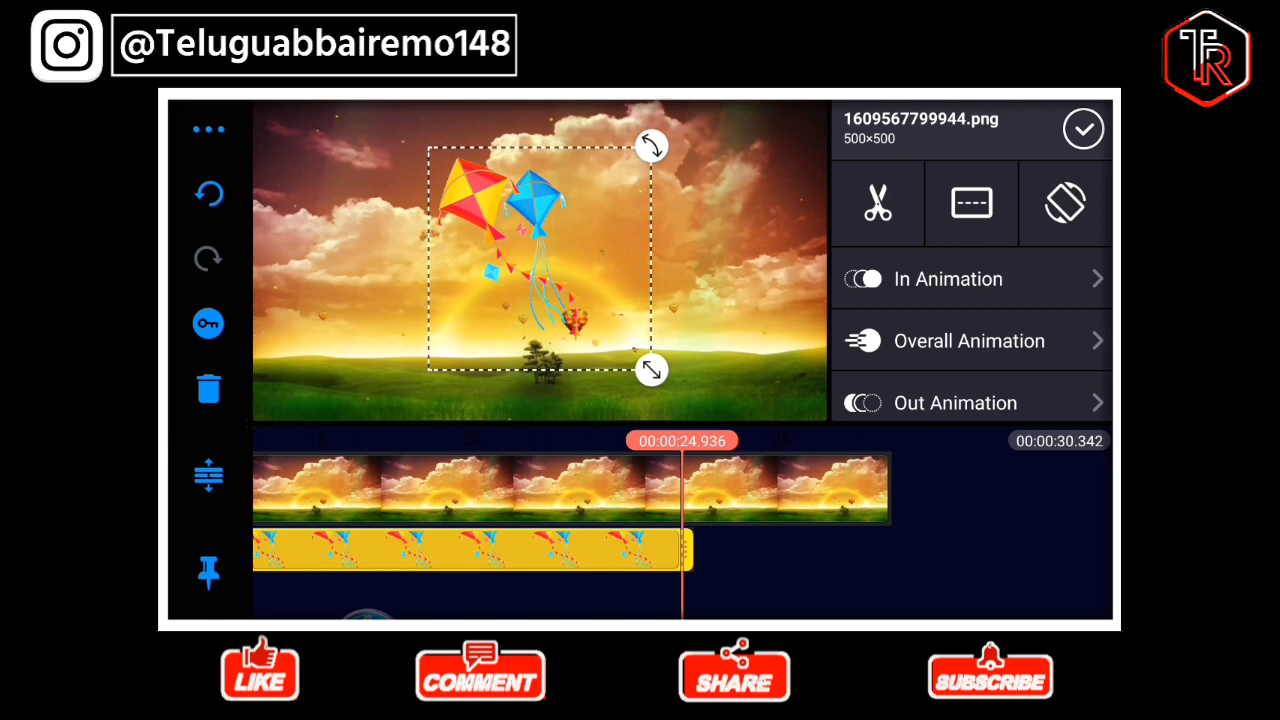 @Teluguabbairemo148
TR
1609567799944.png
500×500
In Animation
Overall Animation
Out Animation
00:00:24.936
00:00:30.342
LIKE
COMMENT
SHARE
SUBSCRIBE